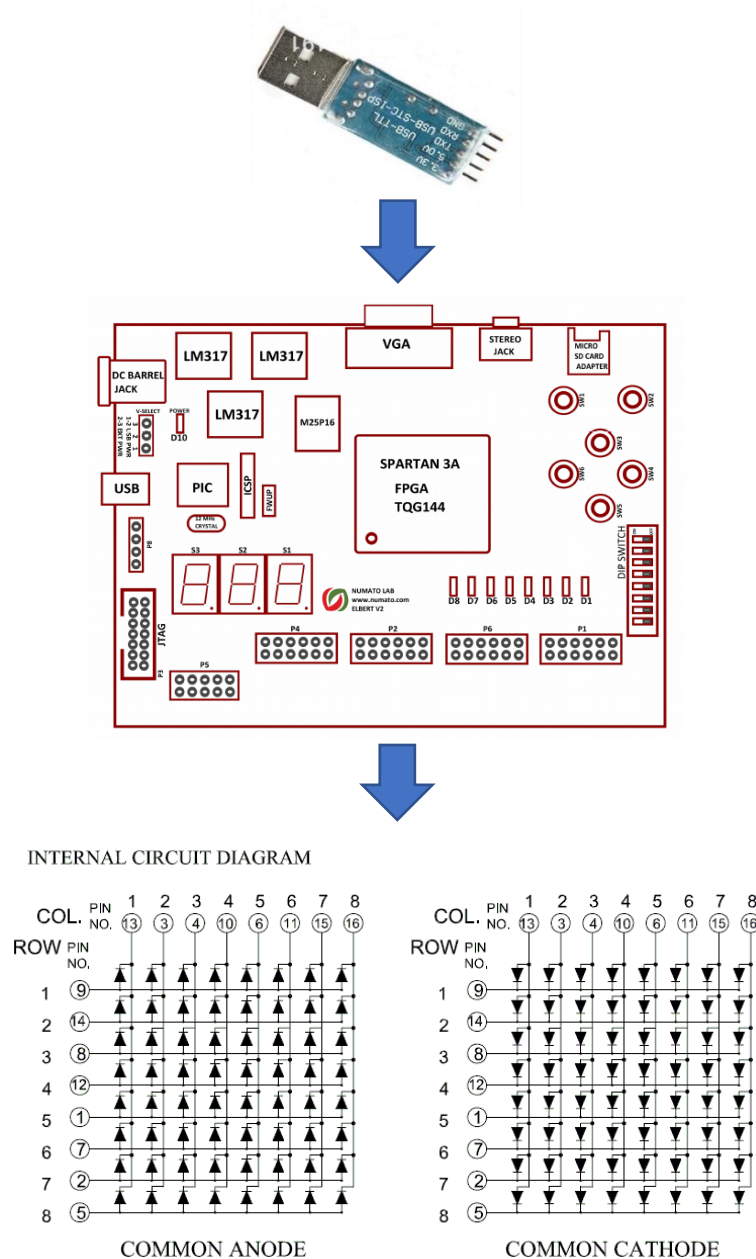 GND
RXD USB-STC-ISP
TXD USB-TTL
5.0V
3.3V
VGA
STEREO
JACK
MICRO
SD CARD
ADAPTER
LM317 LM317
DC BARREL
JACK
V-SELECT
3 2 1
POWER
D10
LM317
M25P16
SW1
SW2
SW3
SW6
SW4
SW5
SPARTAN 3A
FPGA
TQG144
USB
PIC
ICSP
FWUP
12 MHz
CRYSTAL
P8
S3 S2 S1
DIP SWITCH
NUMATO LAB
www.numato.com
ELBERT V2
D8 D7 D6 D5 D4 D3 D2 D1
JTAG
P3
P5
P4 P2 P6 P1
INTERNAL CIRCUIT DIAGRAM
1 2 3 4 5 6 7 8
COL. PIN NO. 13 3 4 10 6 11 15 16
ROW PIN NO.
1 9
2 14
3 8
4 12
5 1
6 7
7 2
8 5
COMMON ANODE
1 2 3 4 5 6 7 8
COL. PIN NO. 13 3 4 10 6 11 15 16
ROW PIN NO.
1 9
2 14
3 8
4 12
5 1
6 7
7 2
8 5
COMMON CATHODE